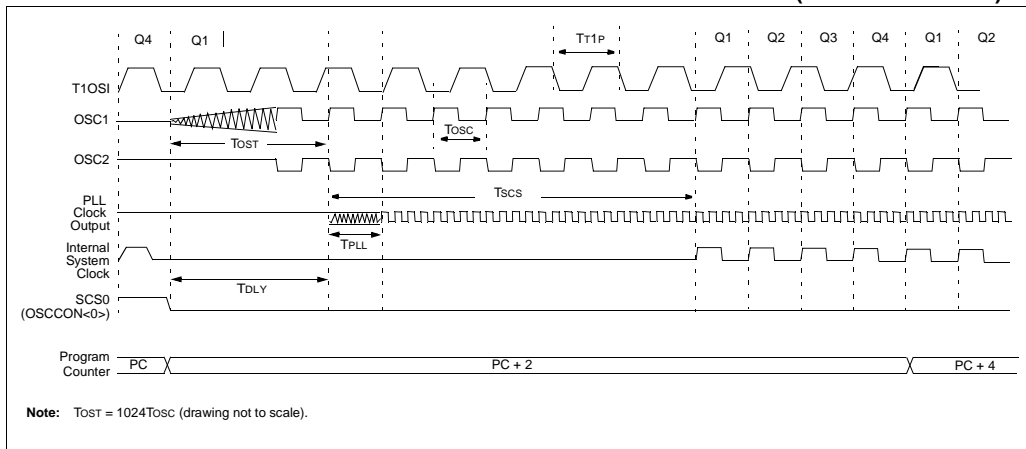 Q4 Q1 TT1P Q1 Q2 Q3 Q4 Q1 Q2
T1OSI
OSC1
TOST
TOSC
OSC2
TSCS
PLL
Clock
Output
TPLL
Internal
System
Clock
TDLY
SCS0
(OSCCON<0>)
Program
Counter
PC PC + 2 PC + 4
Note: TOST = 1024TOSC (drawing not to scale).